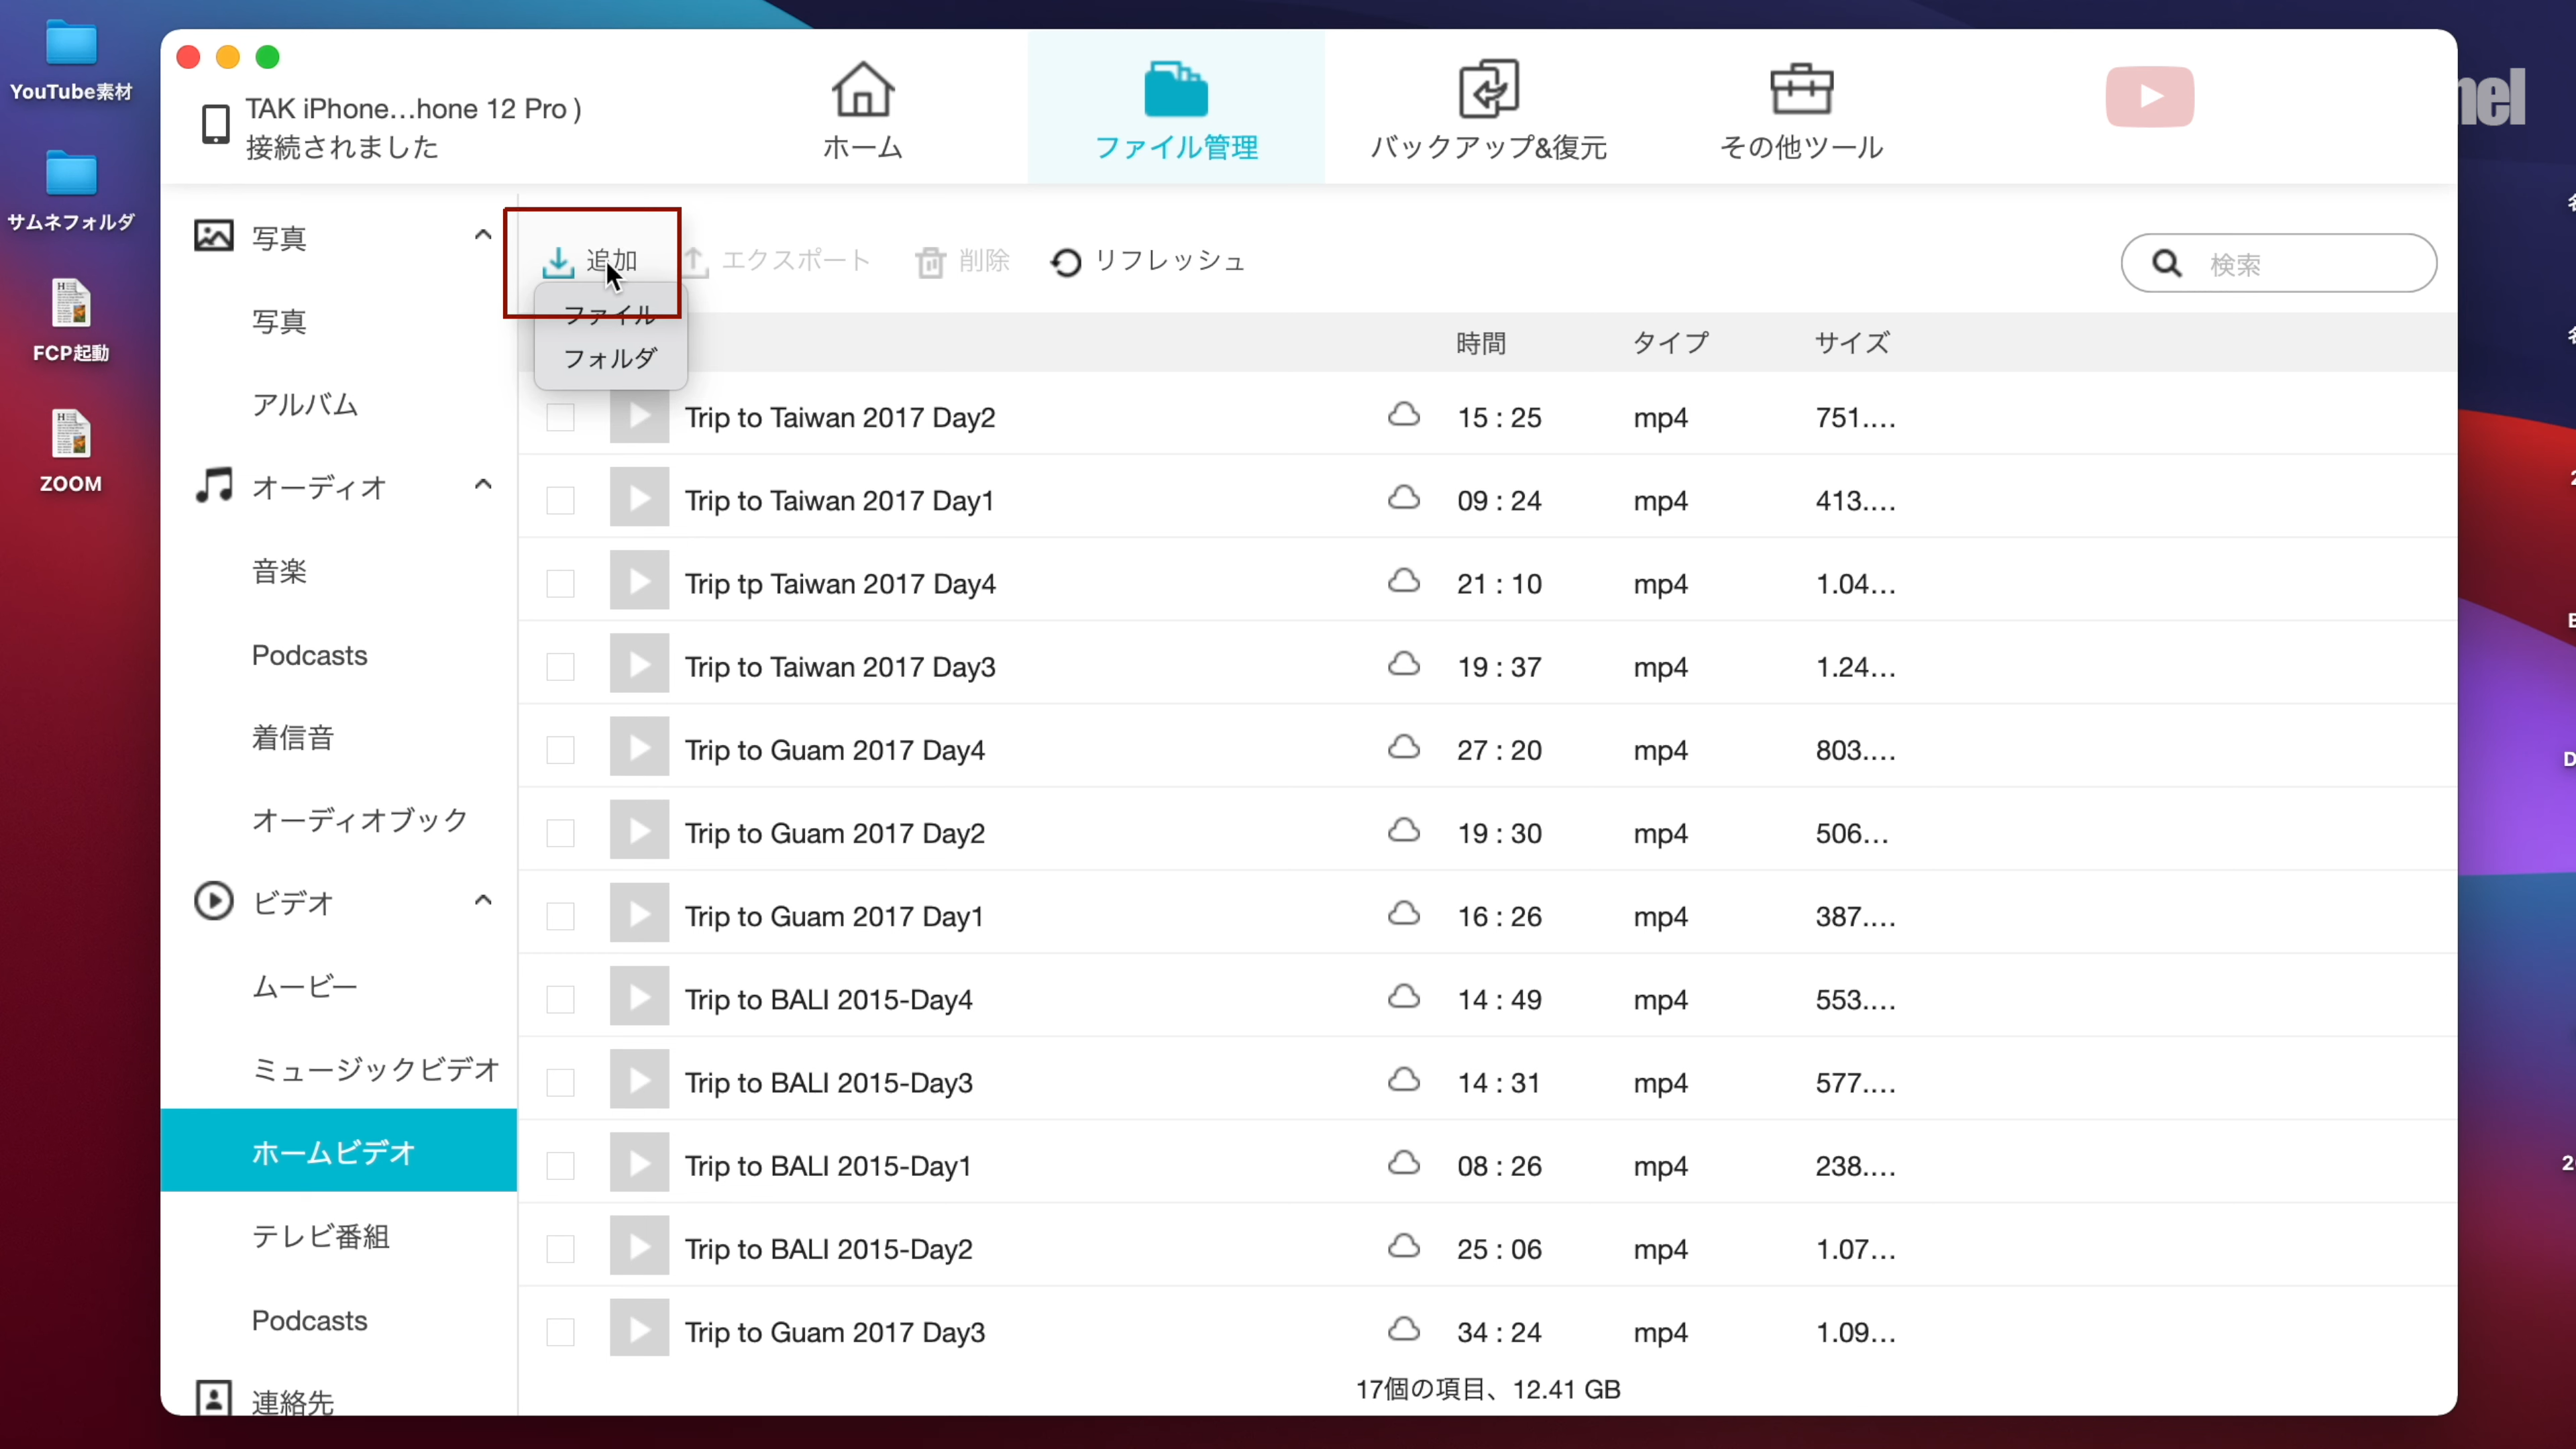 YouTube素材
サムネフォルダ
FCP起動
ZOOM
TAK iPhone…hone 12 Pro )
接続されました
ホーム
ファイル管理
バックアップ&復元
その他ツール
nel
写真
写真
アルバム
オーディオ
音楽
Podcasts
着信音
オーディオブック
ビデオ
ムービー
ミュージックビデオ
ホームビデオ
テレビ番組
Podcasts
連絡先
追加
エクスポート
削除
リフレッシュ
検索
ファイル
フォルダ
時間 タイプ サイズ
Trip to Taiwan 2017 Day2 15 : 25 mp4 751....
Trip to Taiwan 2017 Day1 09 : 24 mp4 413....
Trip tp Taiwan 2017 Day4 21 : 10 mp4 1.04...
Trip to Taiwan 2017 Day3 19 : 37 mp4 1.24...
Trip to Guam 2017 Day4 27 : 20 mp4 803....
Trip to Guam 2017 Day2 19 : 30 mp4 506...
Trip to Guam 2017 Day1 16 : 26 mp4 387....
Trip to BALI 2015-Day4 14 : 49 mp4 553....
Trip to BALI 2015-Day3 14 : 31 mp4 577....
Trip to BALI 2015-Day1 08 : 26 mp4 238....
Trip to BALI 2015-Day2 25 : 06 mp4 1.07...
Trip to Guam 2017 Day3 34 : 24 mp4 1.09...
17個の項目、12.41 GB